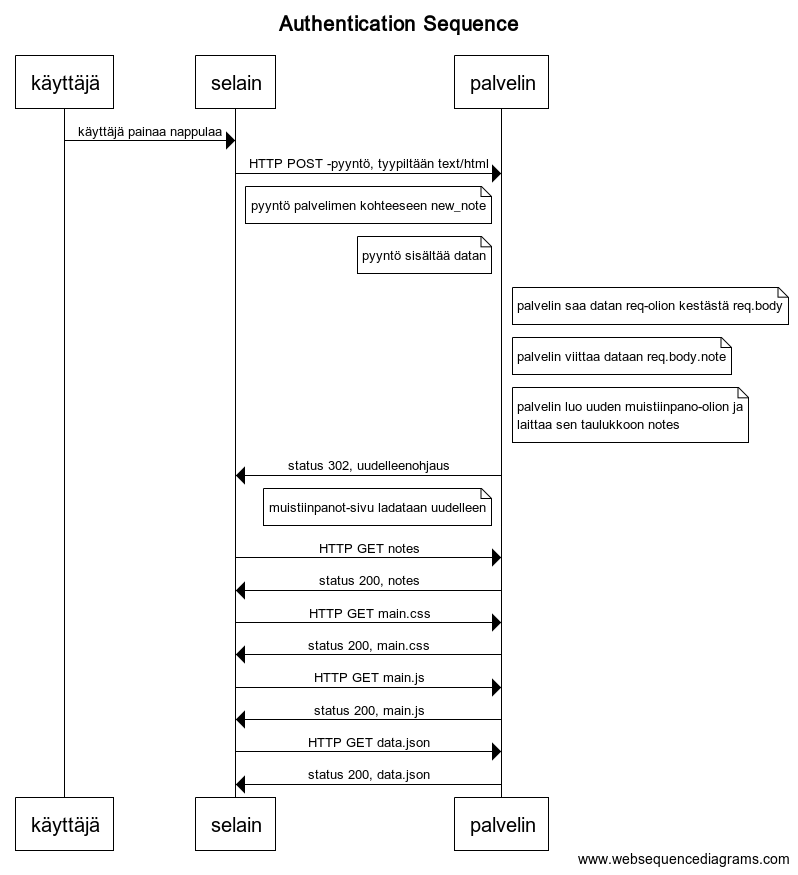 Authentication Sequence
käyttäjä
selain
palvelin
käyttäjä painaa nappulaa
HTTP POST -pyyntö, tyypiltään text/html
pyyntö palvelimen kohteeseen new_note
pyyntö sisältää datan
palvelin saa datan req-olion kestästä req.body
palvelin viittaa dataan req.body.note
palvelin luo uuden muistiinpano-olion ja
laittaa sen taulukkoon notes
status 302, uudelleenohjaus
muistiinpanot-sivu ladataan uudelleen
HTTP GET notes
status 200, notes
HTTP GET main.css
status 200, main.css
HTTP GET main.js
status 200, main.js
HTTP GET data.json
status 200, data.json
käyttäjä
selain
palvelin
www.websequencediagrams.com